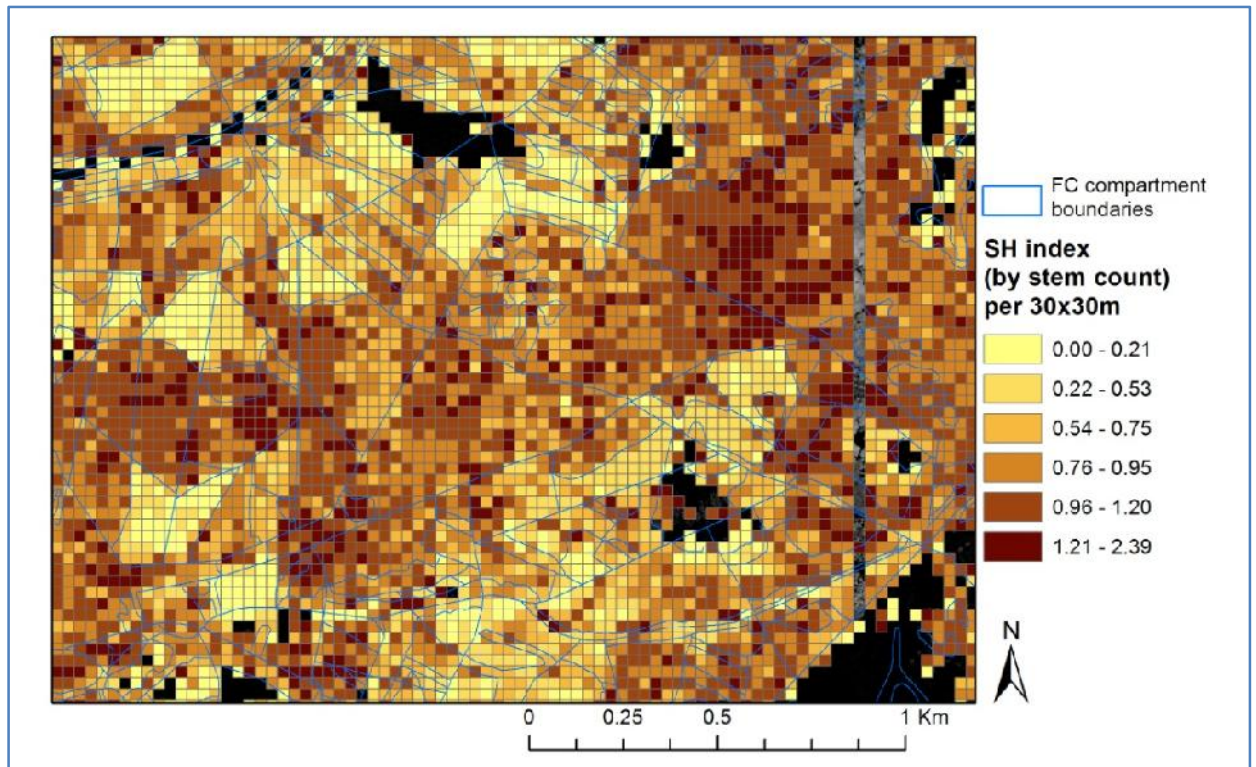 FC compartment
boundaries
SH index
(by stem count)
per 30x30m
0.00 - 0.21
0.22 - 0.53
0.54 - 0.75
0.76 - 0.95
0.96 - 1.20
1.21 - 2.39
N
0 0.25 0.5 1 Km